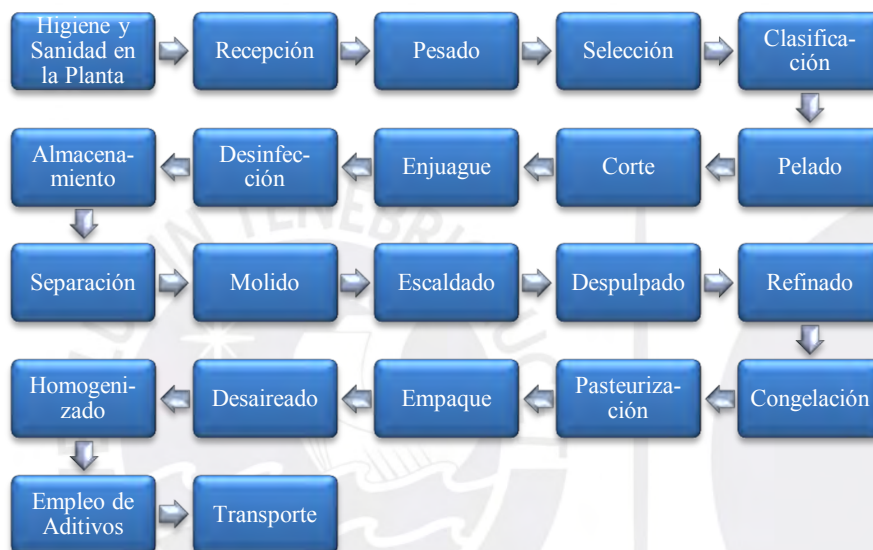 Higiene y
Sanidad en
la Planta
Recepción
Pesado
Selección
Clasifica-
ción
Almacena-
miento
Desinfec-
ción
Enjuague
Corte
Pelado
Separación
Molido
Escaldado
Despulpado
Refinado
Homogeni-
zado
Desaireado
Empaque
Pasteuriza-
ción
Congelación
Empleo de
Aditivos
Transporte